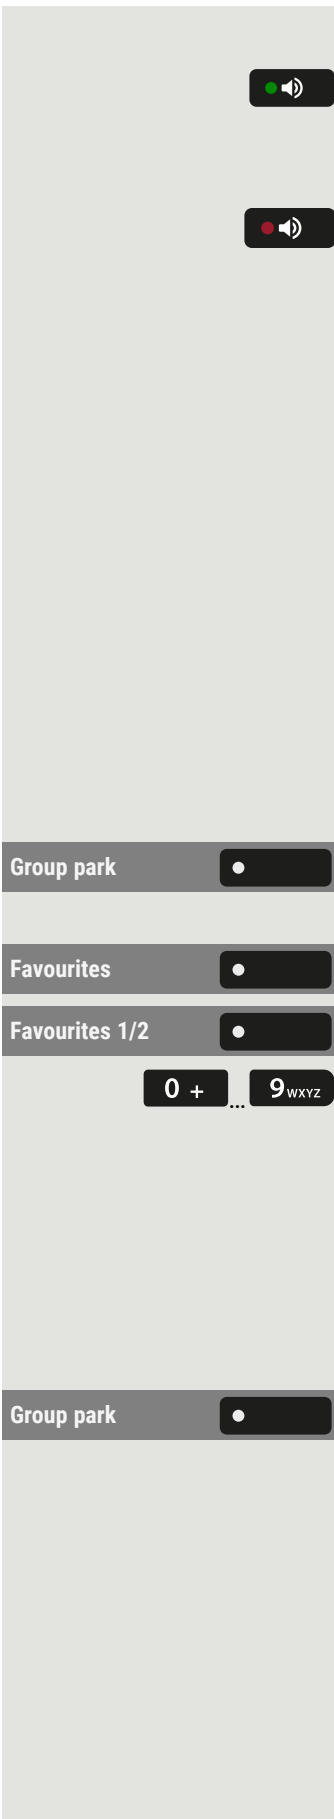 Group park
Favourites
Favourites 1/2
0 + ... 9 WXYZ
Group park